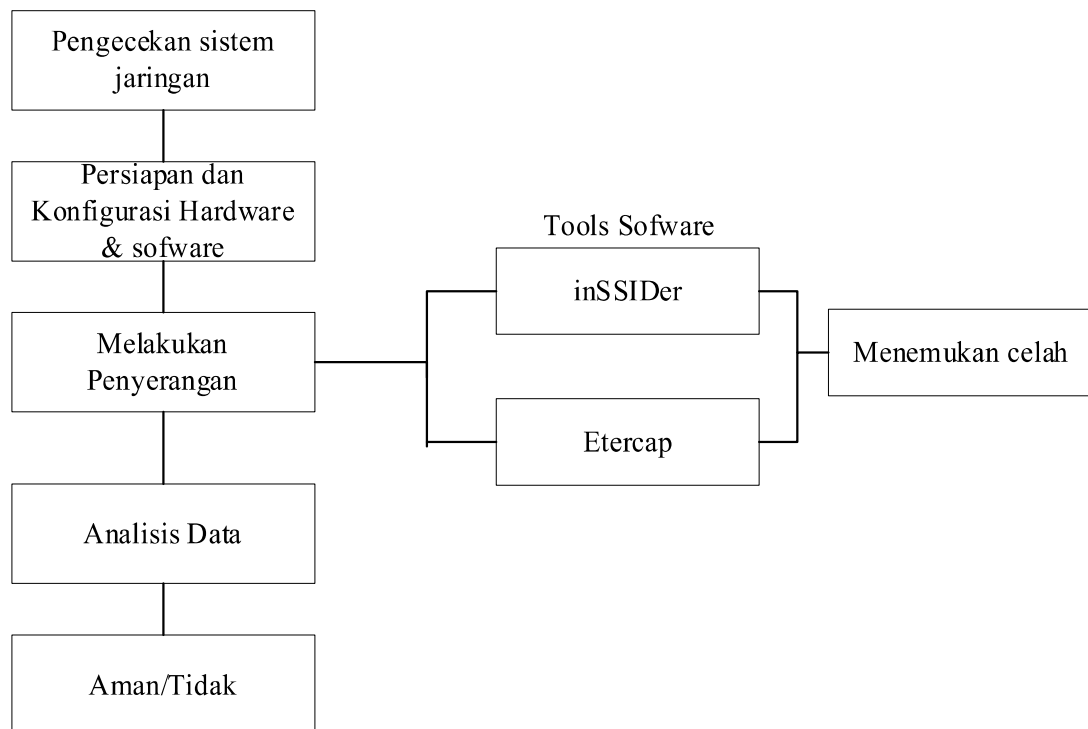 Pengecekan sistem
jaringan
Persiapan dan
Konfigurasi Hardware
& sofware
Melakukan
Penyerangan
Analisis Data
Aman/Tidak
Tools Sofware
inSSIDer
Etercap
Menemukan celah